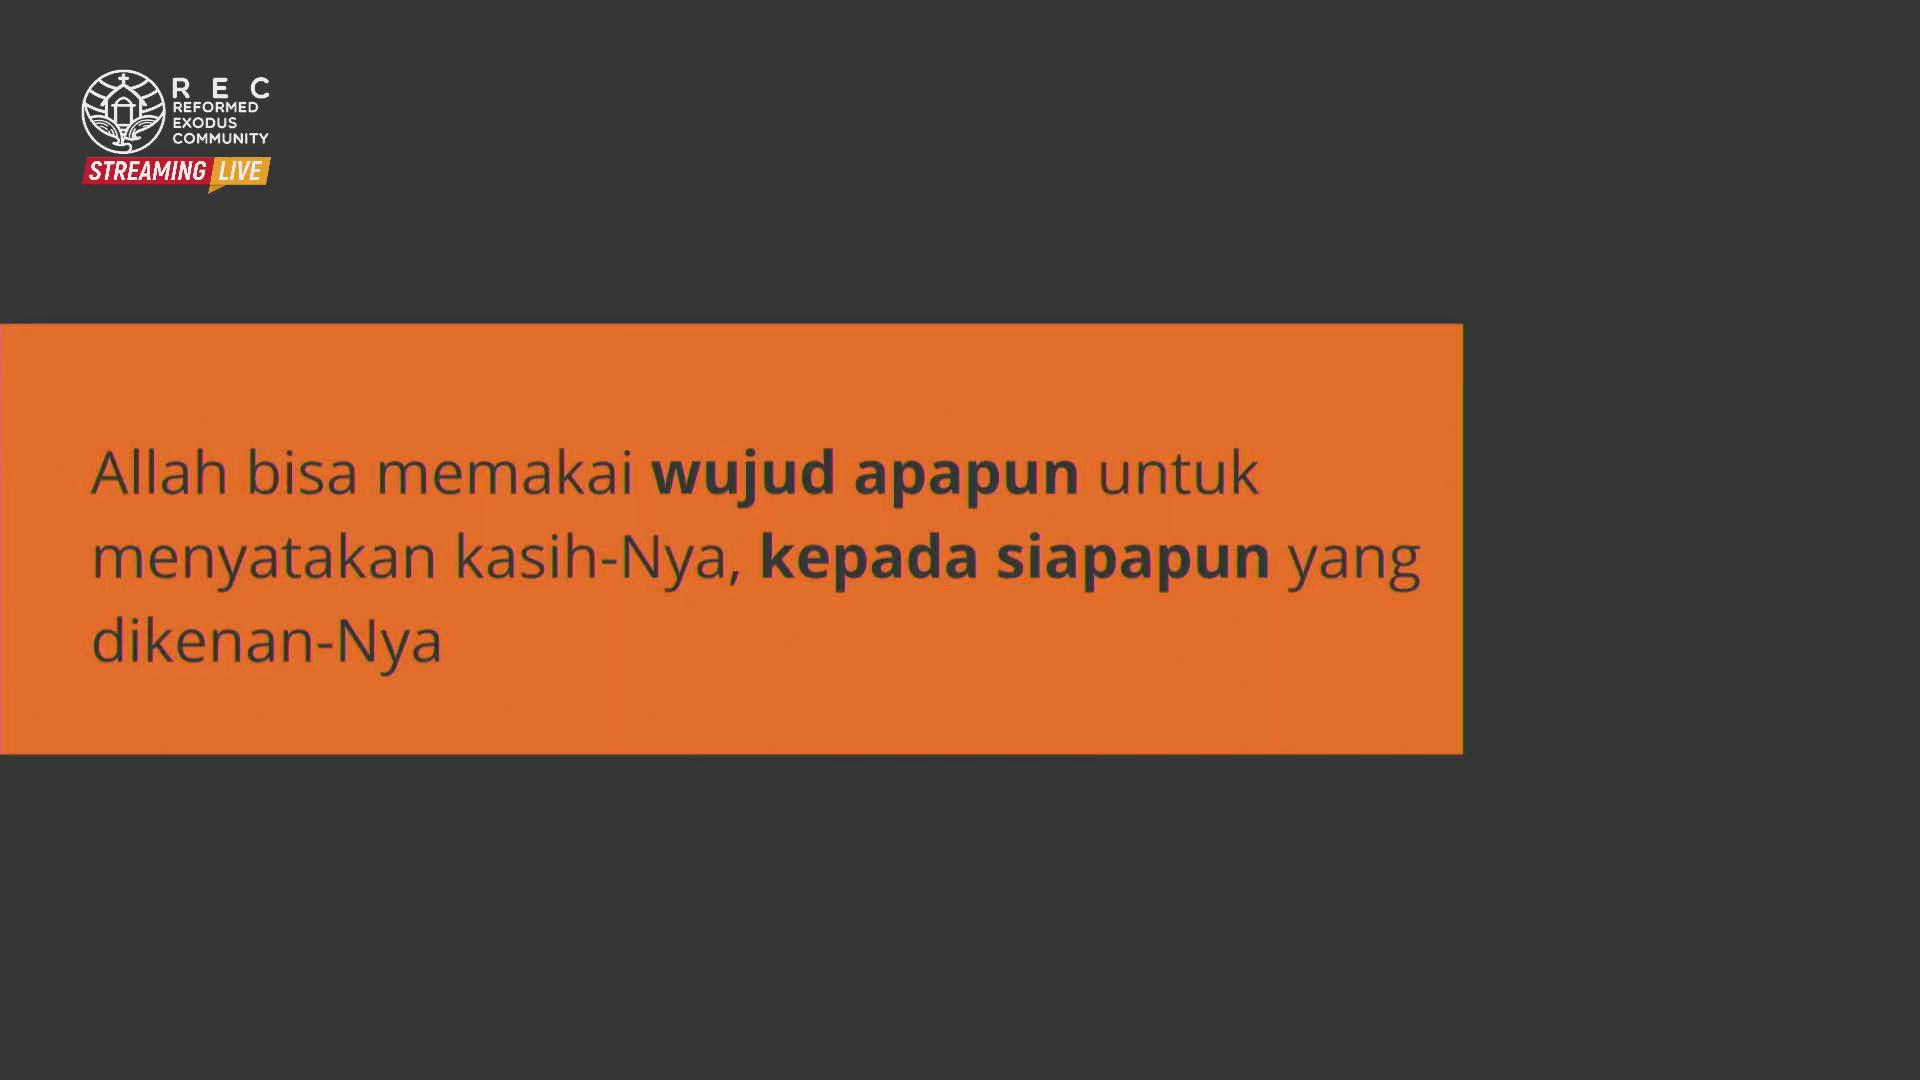 R E C
REFORMED
EXODUS
COMMUNITY
STREAMING LIVE
Allah bisa memakai wujud apapun untuk
menyatakan kasih-Nya, kepada siapapun yang
dikenan-Nya